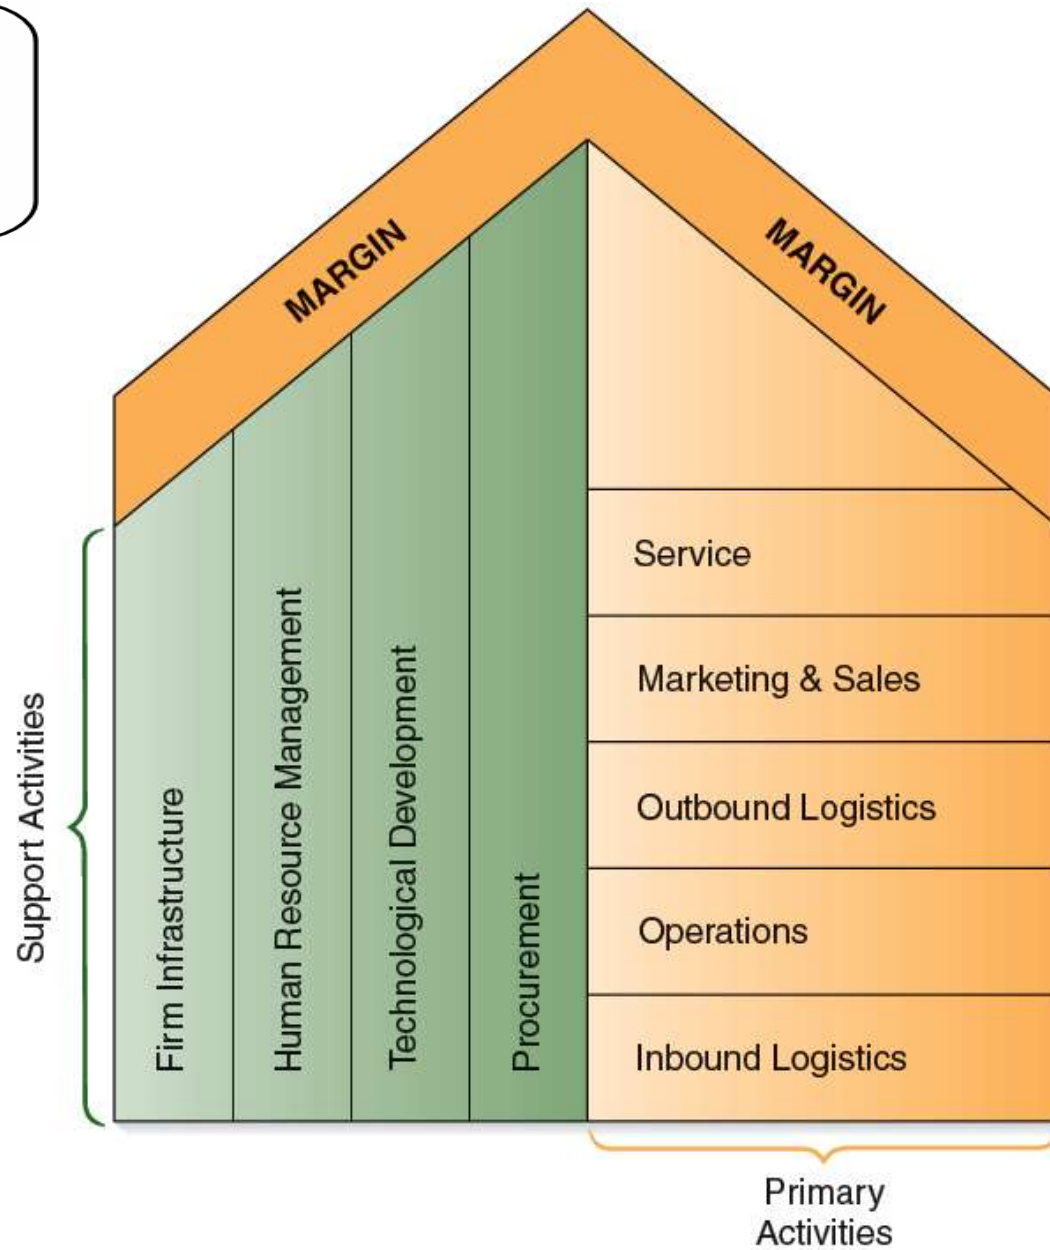 MARGIN
MARGIN
Support Activities
Firm Infrastructure
Human Resource Management
Technological Development
Procurement
Service
Marketing & Sales
Outbound Logistics
Operations
Inbound Logistics
Primary
Activities